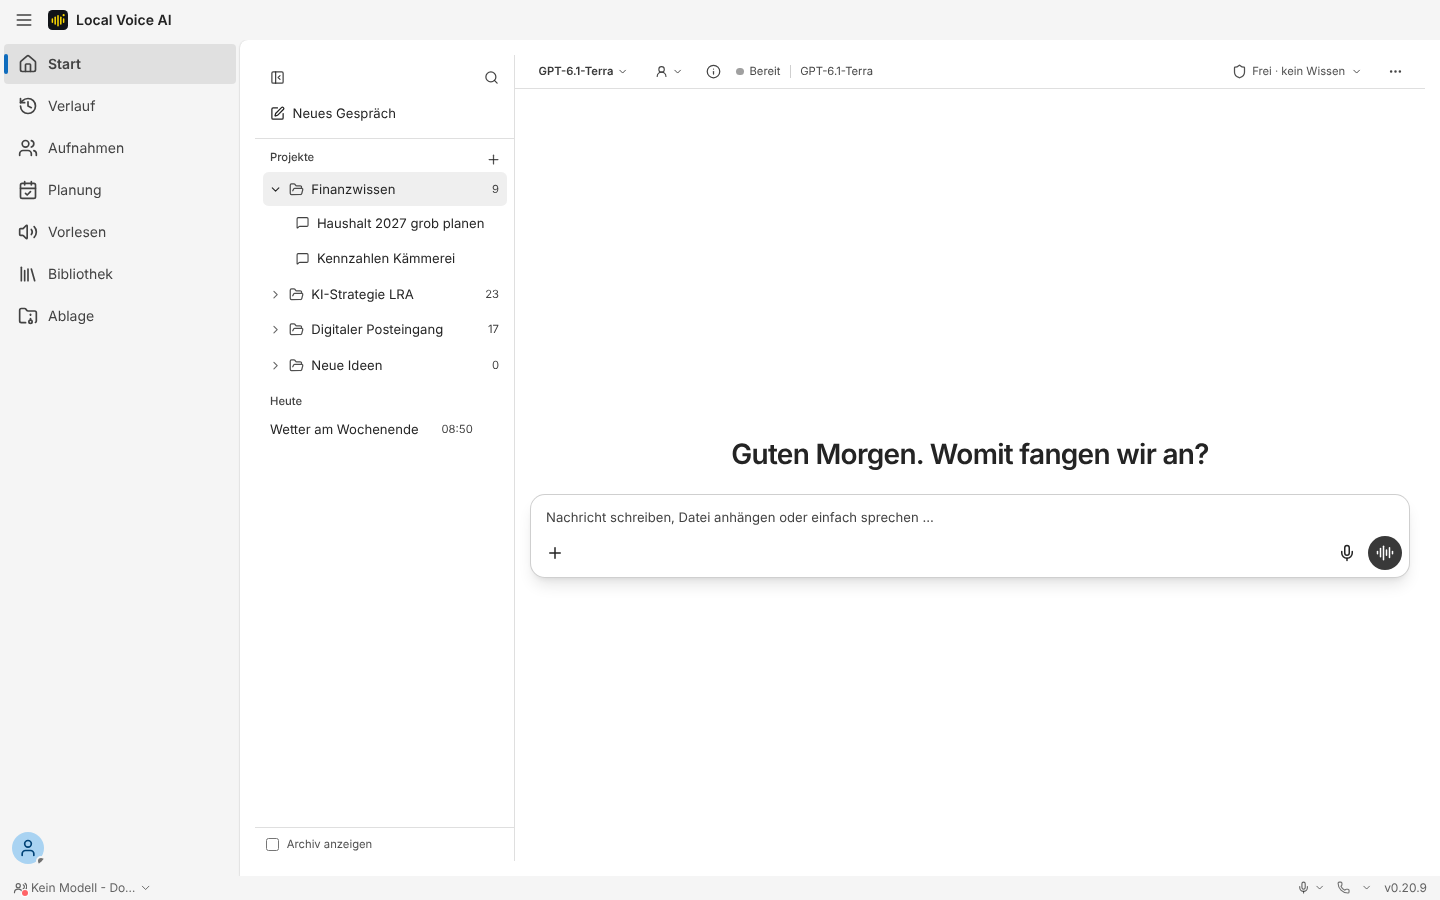 Local Voice AI
Start
Verlauf
Aufnahmen
Planung
Vorlesen
Bibliothek
Ablage
Neues Gespräch
Projekte
Finanzwissen 9
Haushalt 2027 grob planen
Kennzahlen Kämmerei
KI-Strategie LRA 23
Digitaler Posteingang 17
Neue Ideen 0
Heute
Wetter am Wochenende 08:50
Archiv anzeigen
GPT-6.1-Terra Bereit GPT-6.1-Terra Frei · kein Wissen
Guten Morgen. Womit fangen wir an?
Nachricht schreiben, Datei anhängen oder einfach sprechen ...
Kein Modell - Do... v0.20.9